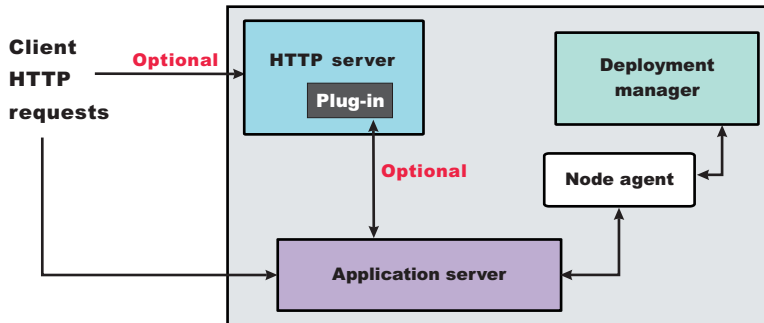 Client
HTTP
requests
Optional
HTTP server
Plug-in
Optional
Application server
Deployment
manager
Node agent